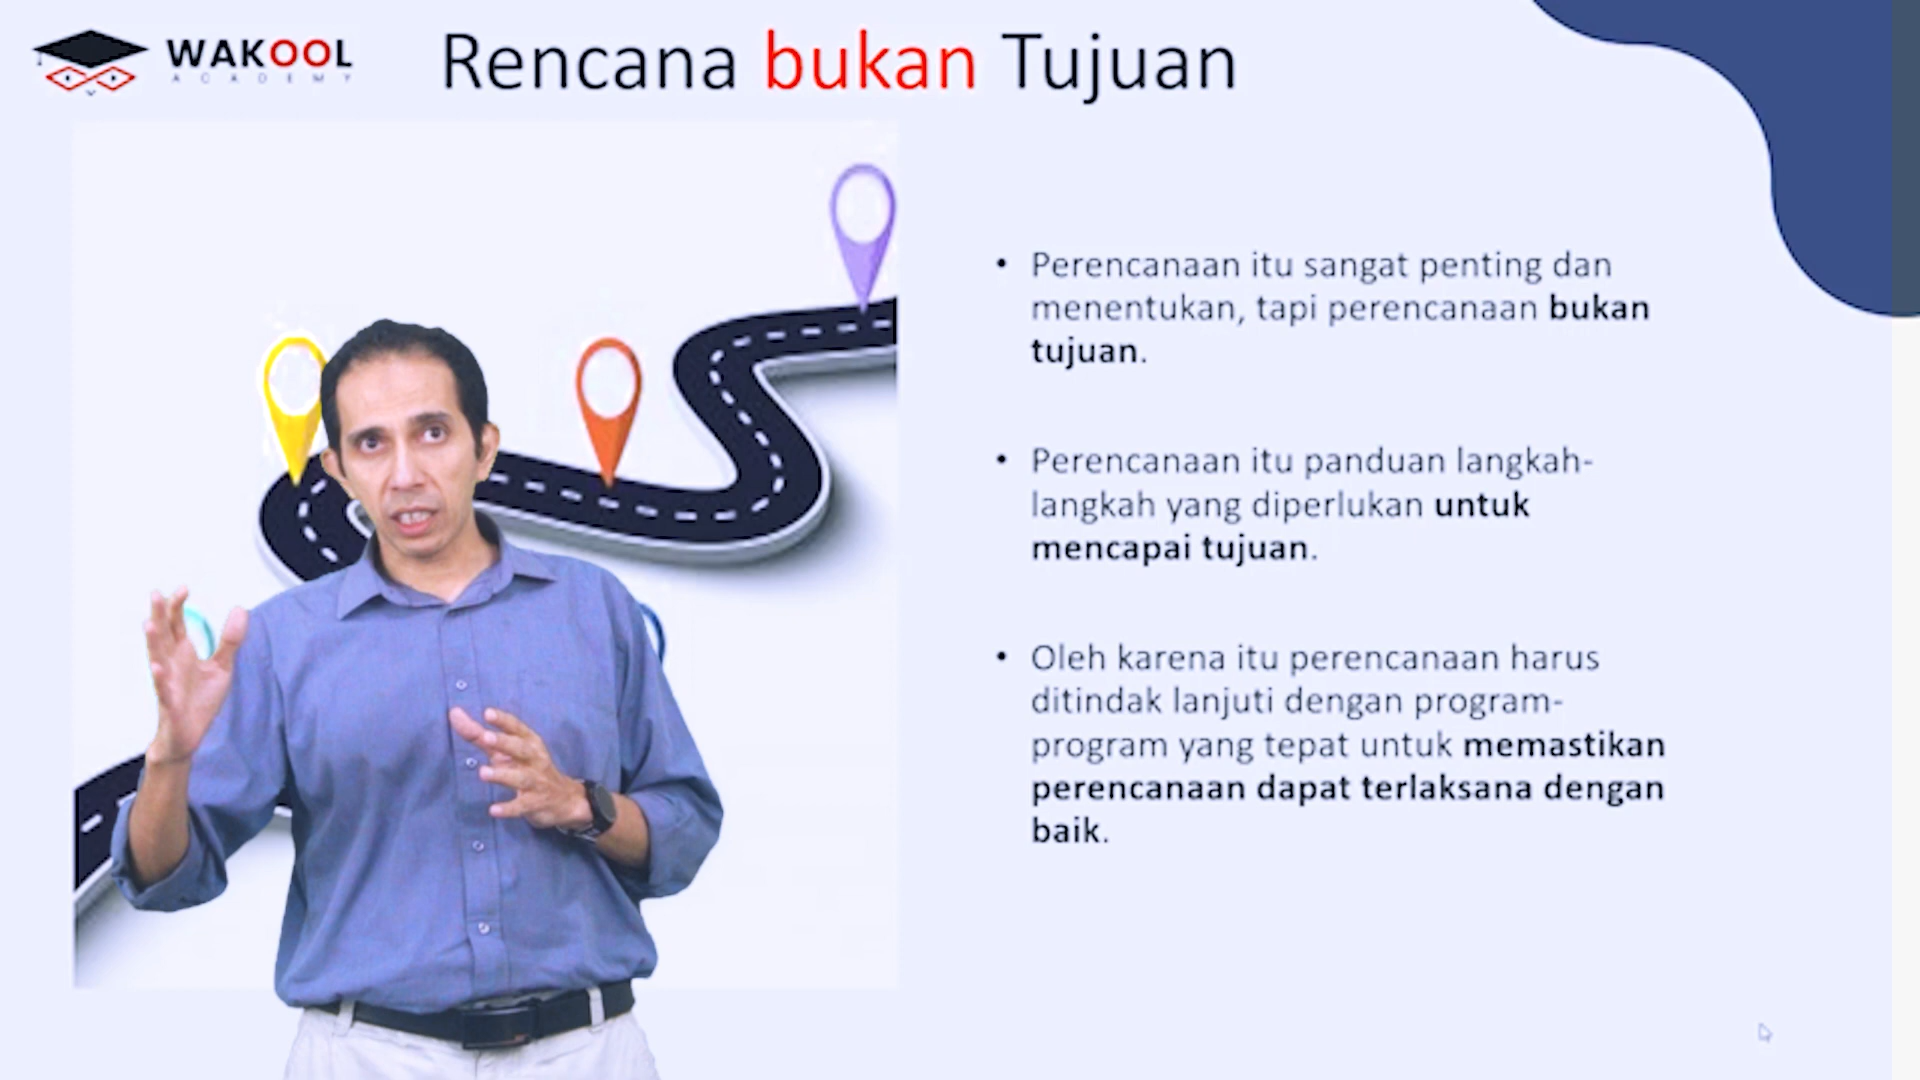 WAKOOL
ACADEMY
Rencana bukan Tujuan
• Perencanaan itu sangat penting dan
menentukan, tapi perencanaan bukan
tujuan.
• Perencanaan itu panduan langkah-
langkah yang diperlukan untuk
mencapai tujuan.
• Oleh karena itu perencanaan harus
ditindak lanjuti dengan program-
program yang tepat untuk memastikan
perencanaan dapat terlaksana dengan
baik.